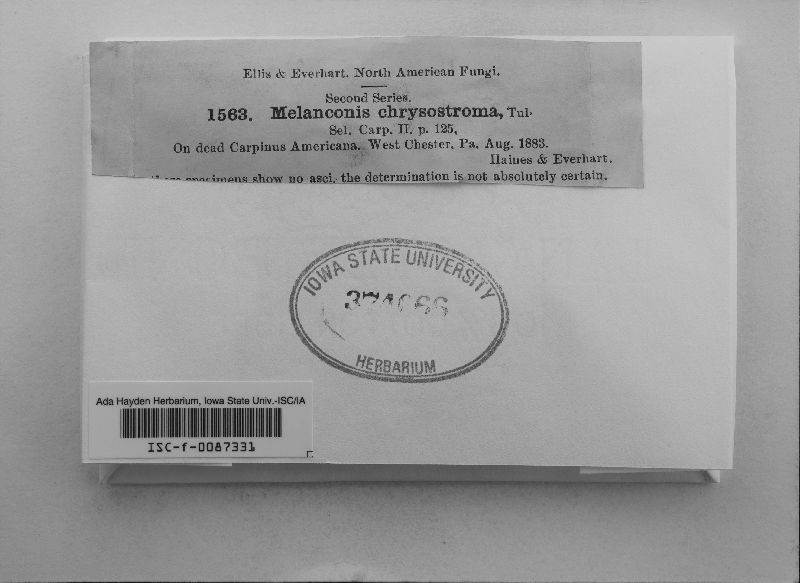 Ellis & Everhart. North American Fungi.
Second Series.
1563. Melanconis chrysostroma, Tul.
Sel. Carp. II. p. 125,
On dead Carpinus Americana. West Chester, Pa. Aug. 1883.
Haines & Everhart.
specimens show no asci, the determination is not absolutely certain.
IOWA STATE UNIVERSITY
374066
HERBARIUM
Ada Hayden Herbarium, Iowa State Univ.-ISC/IA
ISC-f-0087331